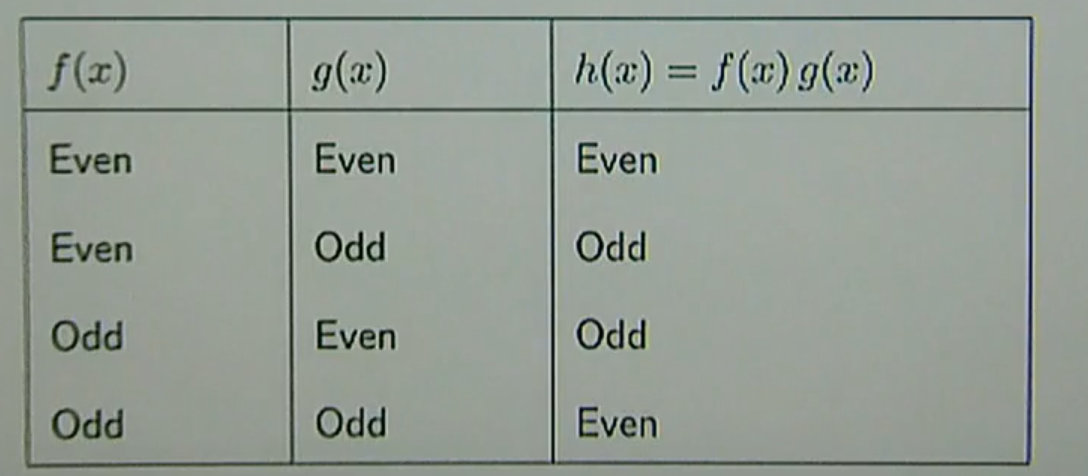 f(x) g(x) h(x) = f(x) g(x)
Even Even Even
Even Odd Odd
Odd Even Odd
Odd Odd Even